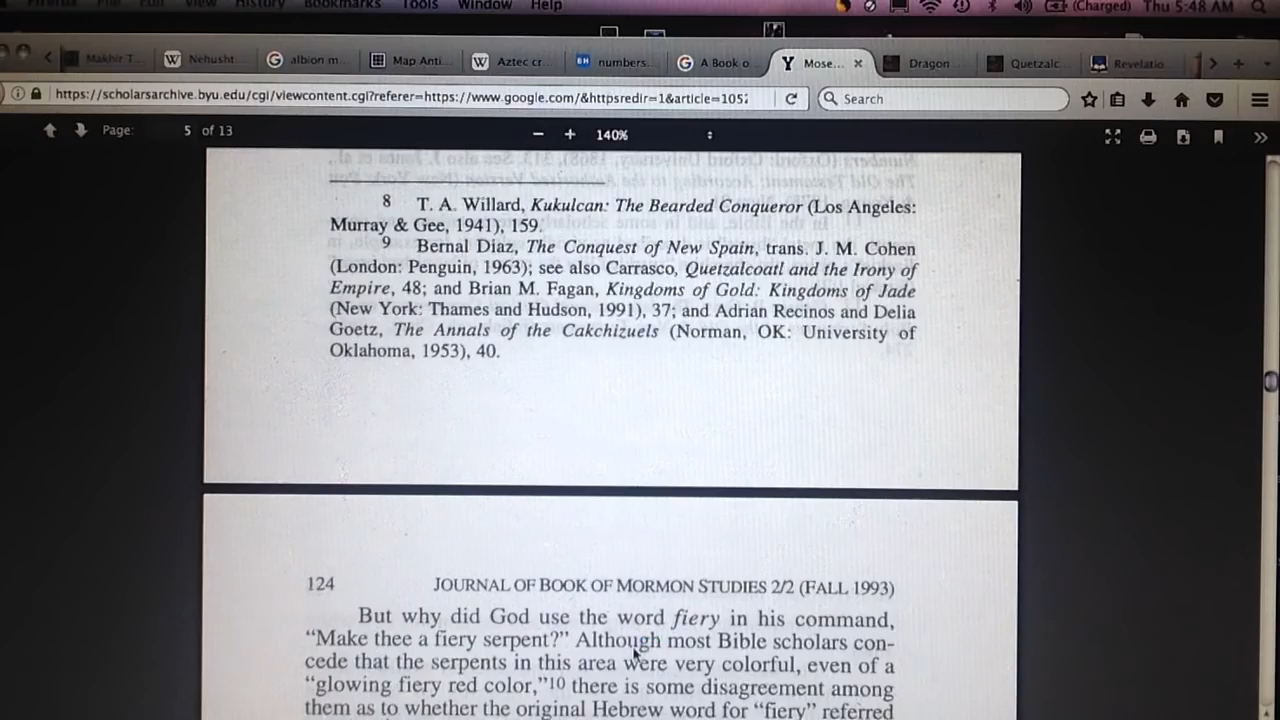 Firefox File Edit View History Bookmarks Tools Window Help (Charged) Thu 5:48 AM
Makhir T... Nehusht albion m... Map Anti... Aztec cr... numbers... A Book o Mose... Dragon Quetzalc Revelatio
https://scholarsarchive.byu.edu/cgi/viewcontent.cgi?referer=https://www.google.com/&httpsredir=1&article=105 Search
Page: 5 of 13 140%
8 T. A. Willard, Kukulcan: The Bearded Conqueror (Los Angeles:
Murray & Gee, 1941), 159.
9 Bernal Diaz, The Conquest of New Spain, trans. J. M. Cohen
(London: Penguin, 1963); see also Carrasco, Quetzalcoatl and the Irony of
Empire, 48; and Brian M. Fagan, Kingdoms of Gold: Kingdoms of Jade
(New York: Thames and Hudson, 1991), 37; and Adrian Recinos and Delia
Goetz, The Annals of the Cakchizuels (Norman, OK: University of
Oklahoma, 1953), 40.
124 JOURNAL OF BOOK OF MORMON STUDIES 2/2 (FALL 1993)
But why did God use the word fiery in his command,
“Make thee a fiery serpent?” Although most Bible scholars con-
cede that the serpents in this area were very colorful, even of a
“glowing fiery red color,”10 there is some disagreement among
them as to whether the original Hebrew word for “fiery” referred